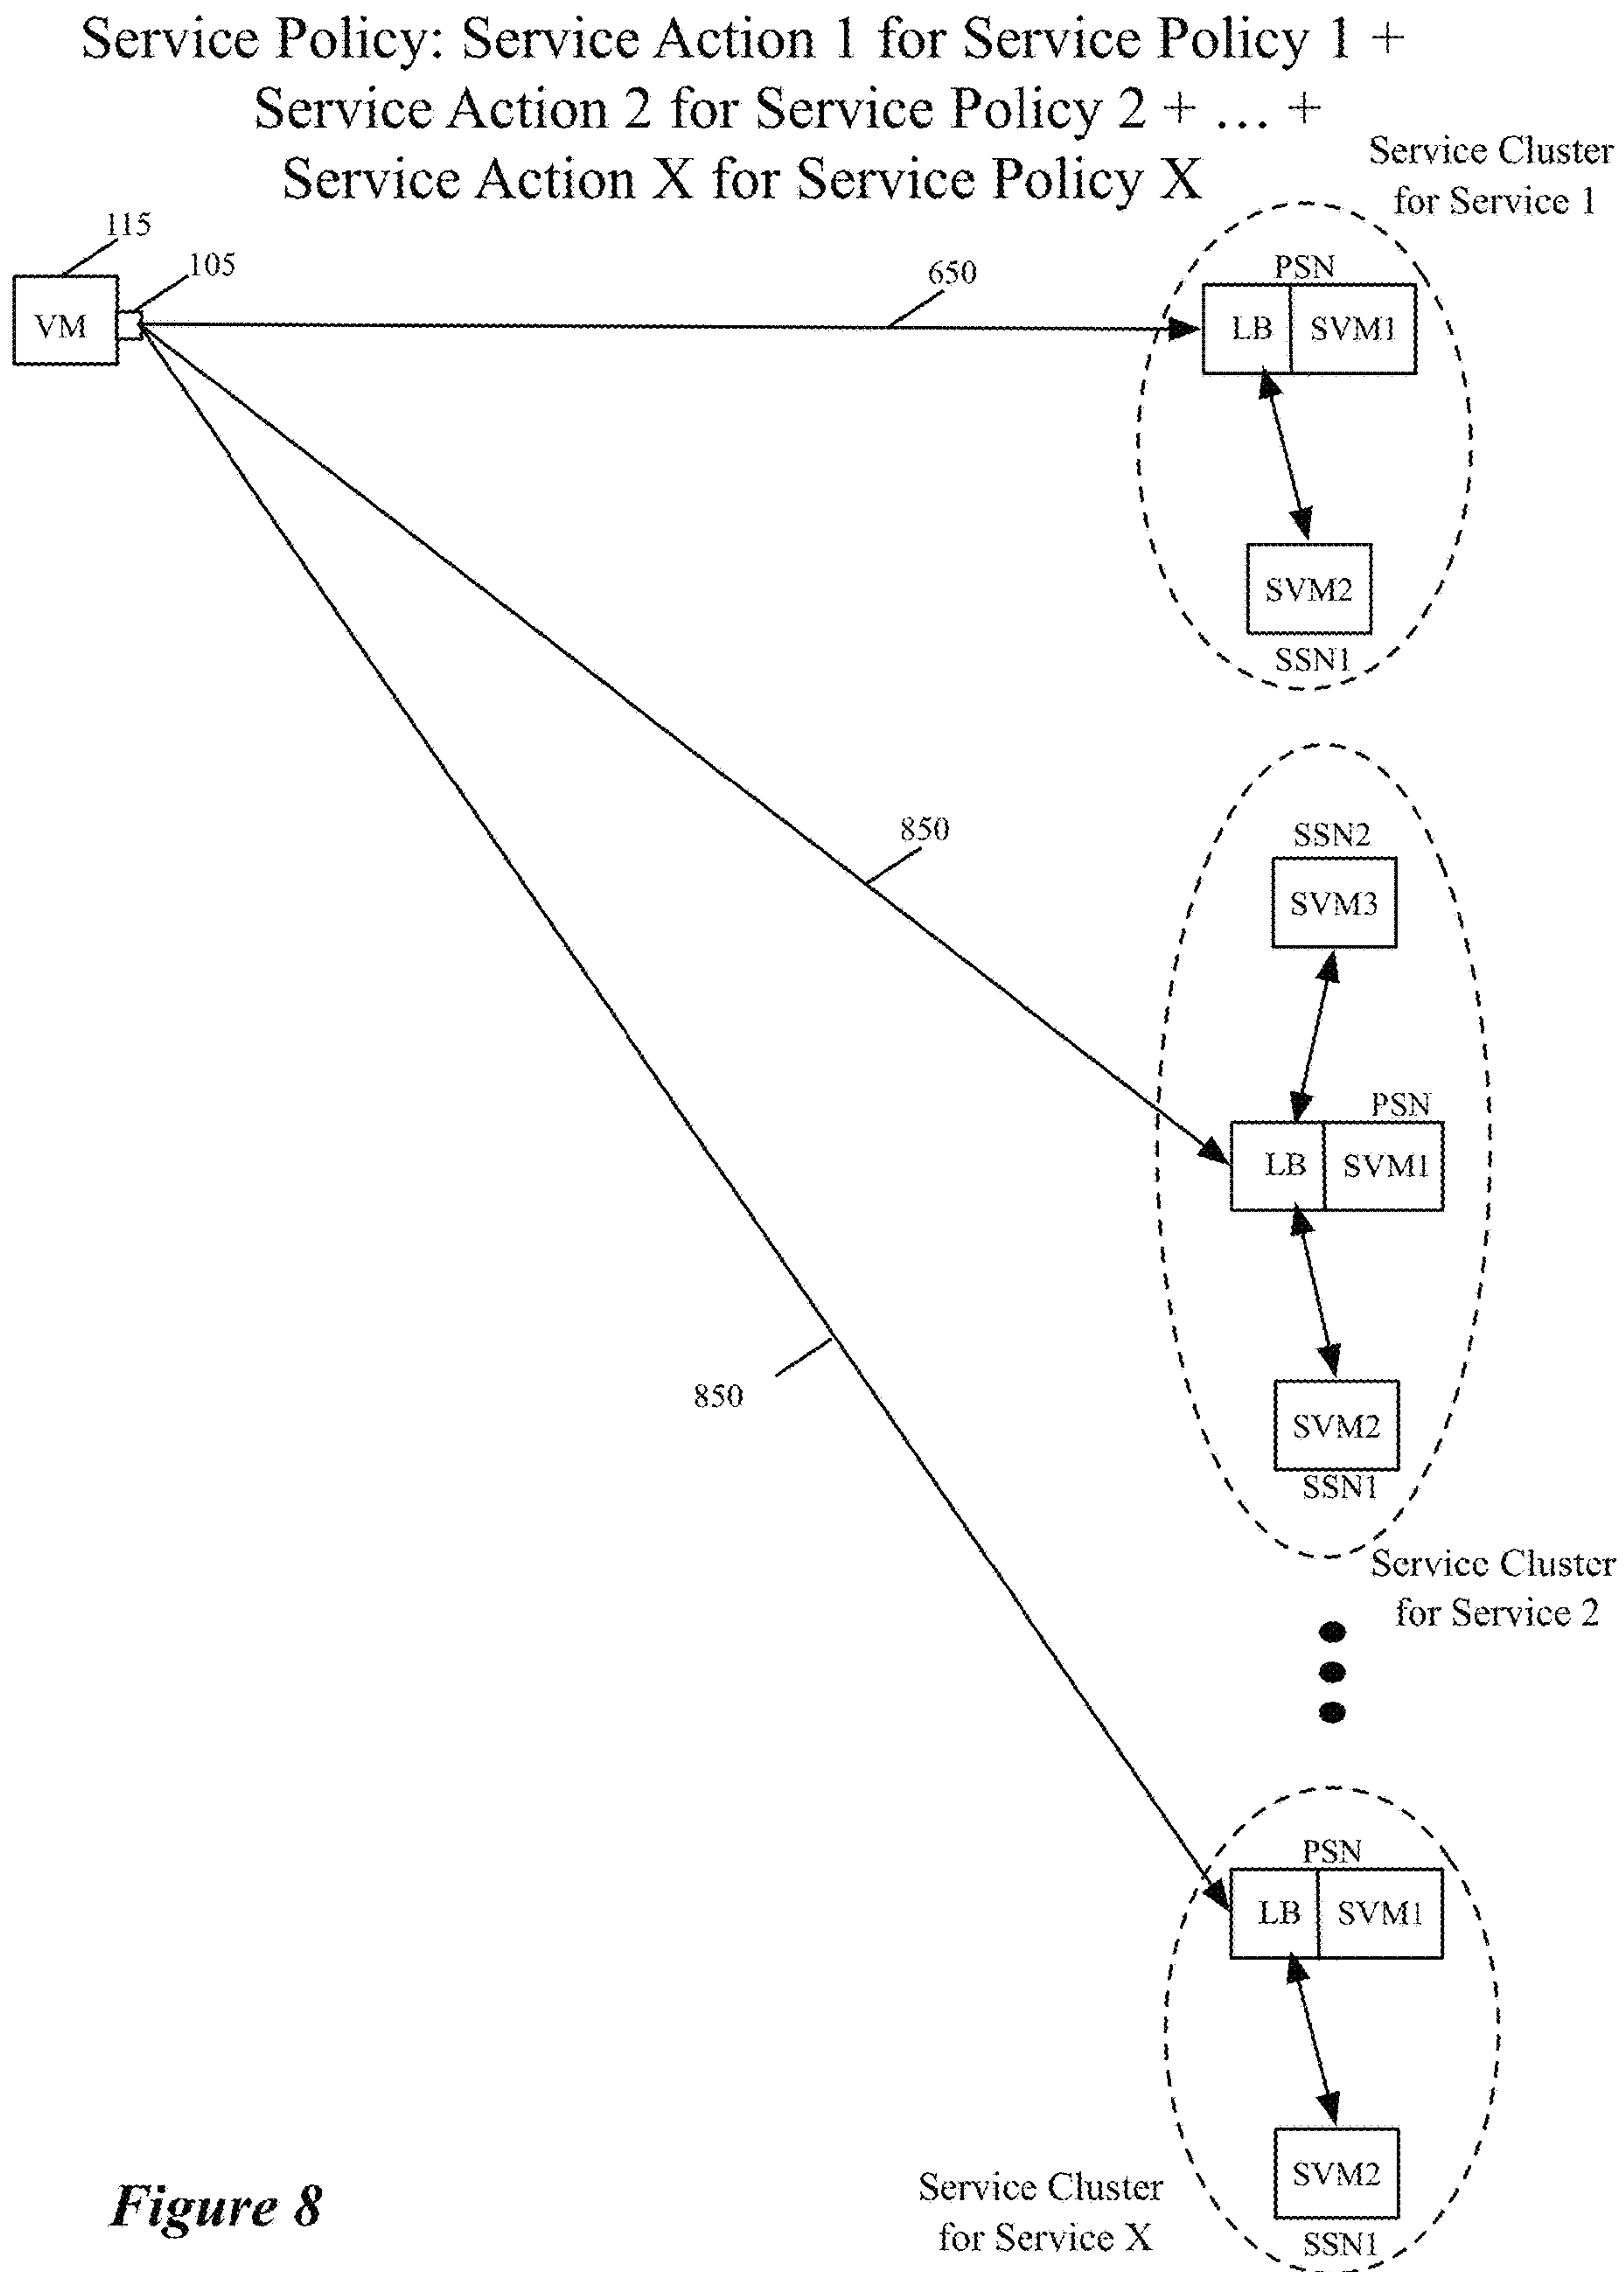 Service Policy: Service Action 1 for Service Policy 1 +
Service Action 2 for Service Policy 2 + ... +
Service Action X for Service Policy X
Service Cluster
for Service 1
115
105
VM
650
PSN
LB
SVM1
SVM2
SSN1
850
SSN2
SVM3
PSN
LB
SVM1
850
SVM2
SSN1
Service Cluster
for Service 2
PSN
LB
SVM1
SVM2
SSN1
Service Cluster
for Service X
Figure 8